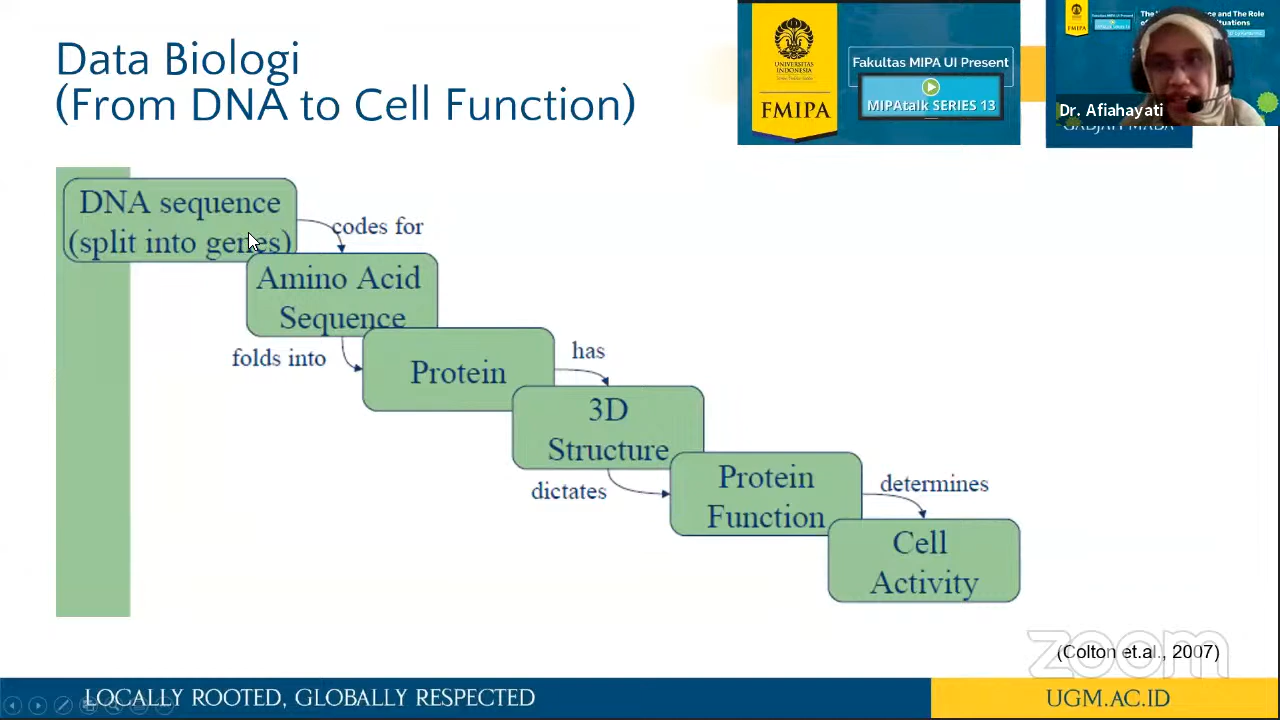 Data Biologi
(From DNA to Cell Function)
UNIVERSITAS
INDONESIA
FMIPA
Fakultas MIPA UI Present
MIPAtalk SERIES 13
FMIPA
Dr. Afiahayati
GADJAH MADA
DNA sequence
(split into genes)
codes for
Amino Acid
Sequence
folds into
Protein
has
3D
Structure
dictates
Protein
Function
determines
Cell
Activity
zoom
(Colton et.al., 2007)
LOCALLY ROOTED, GLOBALLY RESPECTED
UGM.AC.ID